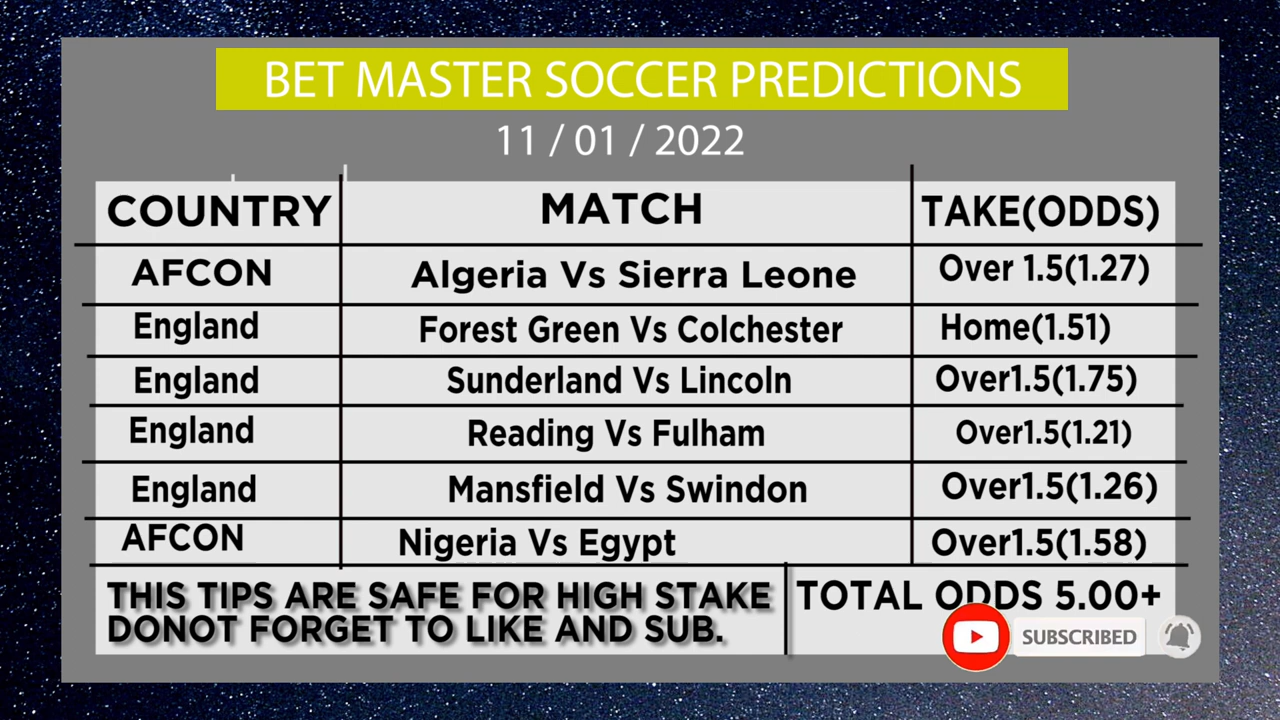 BET MASTER SOCCER PREDICTIONS
11 / 01 / 2022
COUNTRY MATCH TAKE(ODDS)
AFCON Algeria Vs Sierra Leone Over 1.5(1.27)
England Forest Green Vs Colchester Home(1.51)
England Sunderland Vs Lincoln Over1.5(1.75)
England Reading Vs Fulham Over1.5(1.21)
England Mansfield Vs Swindon Over1.5(1.26)
AFCON Nigeria Vs Egypt Over1.5(1.58)
THIS TIPS ARE SAFE FOR HIGH STAKE TOTAL ODDS 5.00+
DONOT FORGET TO LIKE AND SUB. SUBSCRIBED